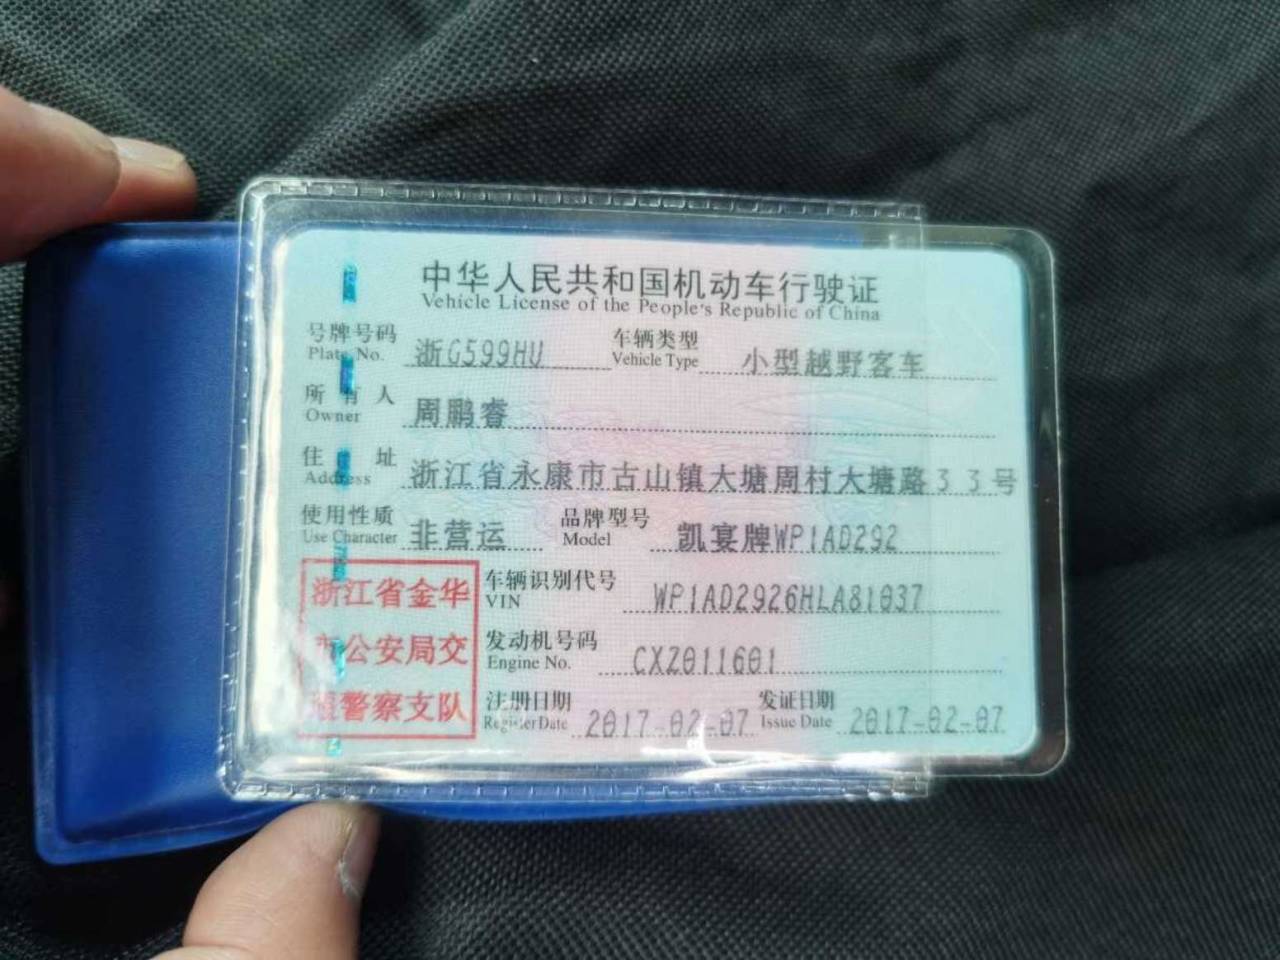 中华人民共和国机动车行驶证
Vehicle License of the People's Republic of China
号牌号码 浙G599HU 车辆类型 小型越野客车
Plate No. Vehicle Type
所有人 周鹏睿
Owner
住址 浙江省永康市古山镇大塘周村大塘路33号
Address
使用性质 非营运 品牌型号 凯宴牌WP1AD292
Use Character Model
车辆识别代号 WP1AD2926HLA81037
VIN
发动机号码 CXZ011601
Engine No.
注册日期 2017-02-07 发证日期 2017-02-07
Register Date Issue Date
浙江省金华
市公安局交
通警察支队